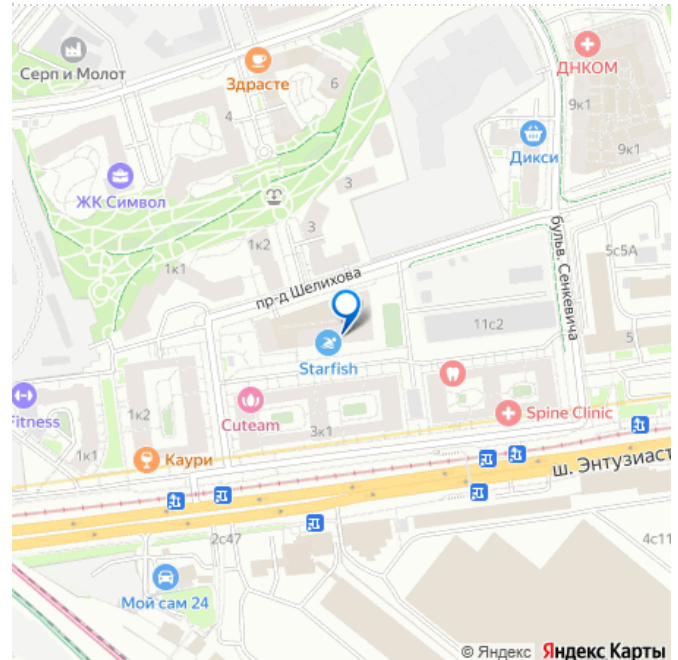 Серп и Молот
Здрасте
6
ДНКОМ
9к1
4
9к1
Дикси
ЖК Символ
3
3
1к2
1к1
пр-д Шелихова
бульв. Сенкевича
5с5А
11с2
5
Starfish
Fitness
1к2
Cuteam
3к1
Spine Clinic
1к1
Каури
ш. Энтузиаст
2с47
4с11
Мой сам 24
© Яндекс Яндекс Карты